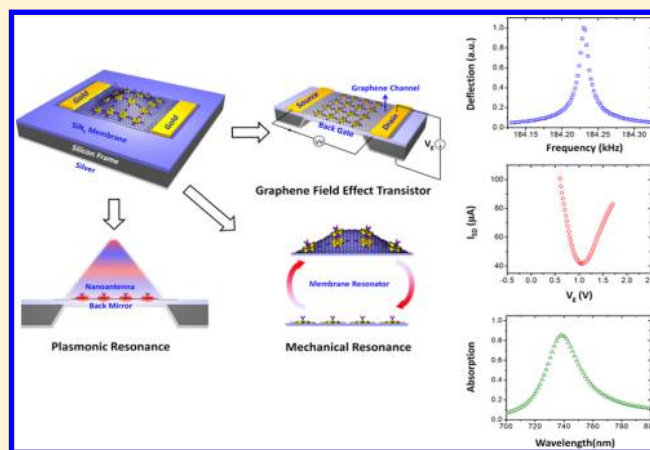 Gold
Gold
SiNx Membrane
Silicon Frame
Silver
Source
Graphene Channel
Drain
Back Gate
Vg
Graphene Field Effect Transistor
Nanoantenna
Back Mirror
Plasmonic Resonance
Membrane Resonator
Mechanical Resonance
Deflection (a.u.)
1.0
0.8
0.6
0.4
0.2
0.0
184.15 184.20 184.25 184.30
Frequency (kHz)
ISD (µA)
100
80
60
40
0.0 0.5 1.0 1.5 2.0 2.5
Vg (V)
Absorption
1.0
0.8
0.6
0.4
0.2
0.0
700 720 740 760 780 800
Wavelength(nm)